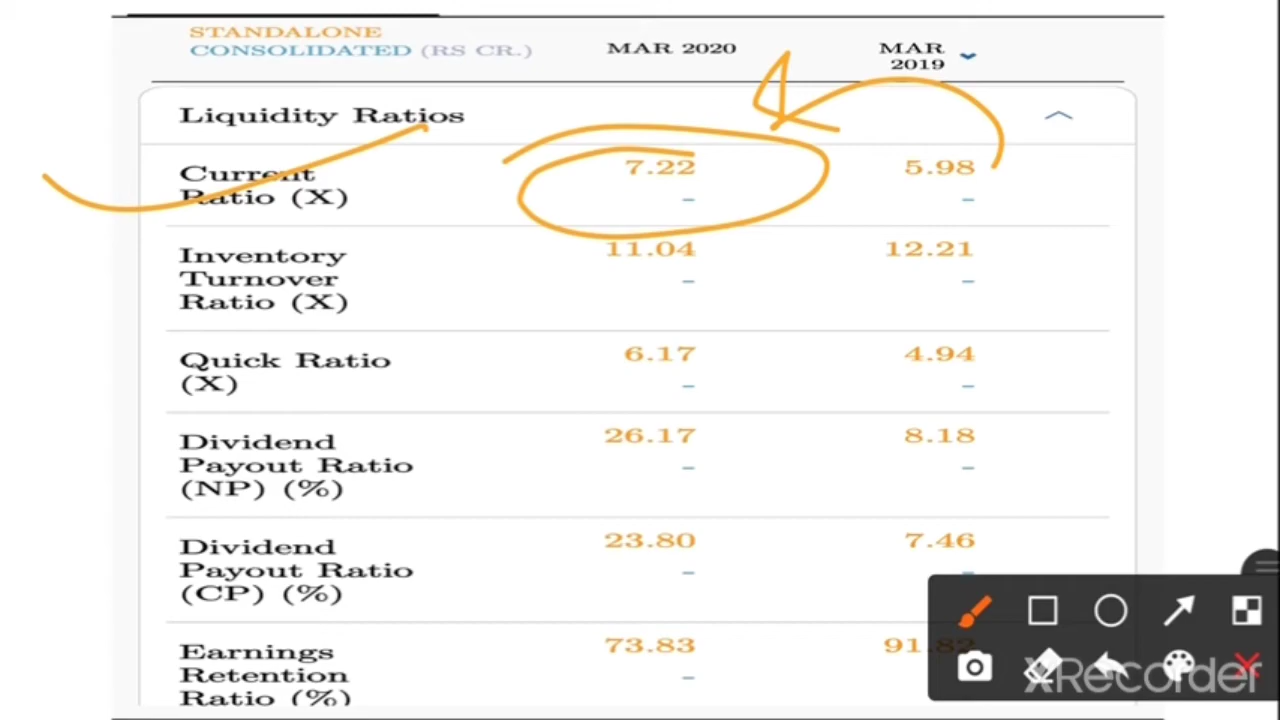 STANDALONE
CONSOLIDATED (RS CR.)
MAR 2020
MAR
2019
Liquidity Ratios
Current
Ratio (X)
7.22
5.98
-
-
Inventory
Turnover
Ratio (X)
11.04
12.21
-
-
Quick Ratio
(X)
6.17
4.94
-
-
Dividend
Payout Ratio
(NP) (%)
26.17
8.18
-
-
Dividend
Payout Ratio
(CP) (%)
23.80
7.46
-
-
Earnings
Retention
Ratio (%)
73.83
91.82
-
XRecorder